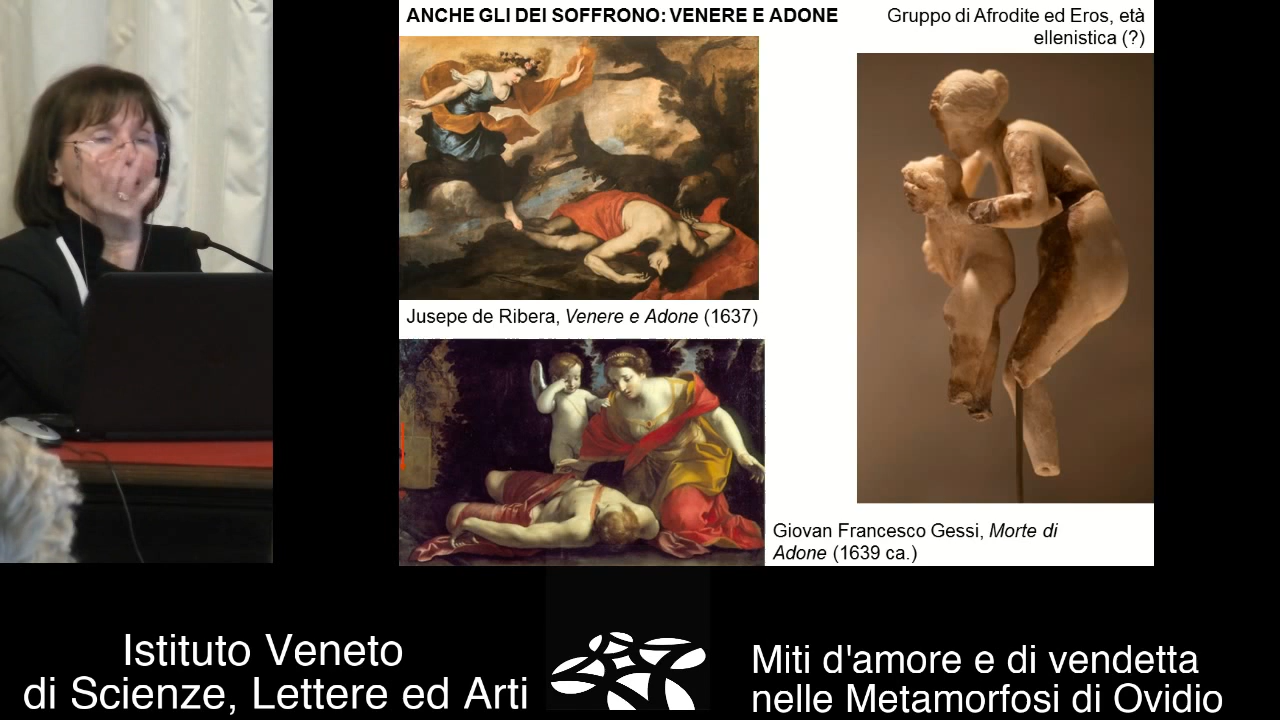 ANCHE GLI DEI SOFFRONO: VENERE E ADONE
Gruppo di Afrodite ed Eros, età
ellenistica (?)
Jusepe de Ribera, Venere e Adone (1637)
Giovan Francesco Gessi, Morte di
Adone (1639 ca.)
Istituto Veneto
di Scienze, Lettere ed Arti
Miti d'amore e di vendetta
nelle Metamorfosi di Ovidio